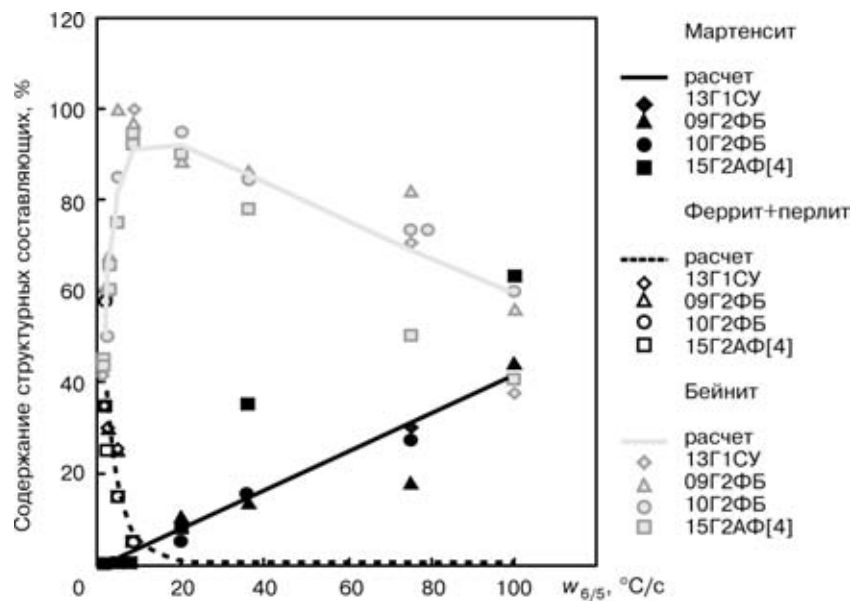 Содержание структурных составляющих, %
120
100
80
60
40
20
0
20
40
60
80
100
w6/5, °C/c
Мартенсит
расчет
13Г1СУ
09Г2ФБ
10Г2ФБ
15Г2АФ[4]
Феррит+перлит
расчет
13Г1СУ
09Г2ФБ
10Г2ФБ
15Г2АФ[4]
Бейнит
расчет
13Г1СУ
09Г2ФБ
10Г2ФБ
15Г2АФ[4]